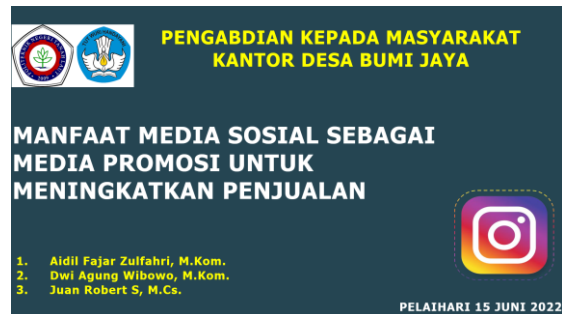 PENGABDIAN KEPADA MASYARAKAT
KANTOR DESA BUMI JAYA
MANFAAT MEDIA SOSIAL SEBAGAI
MEDIA PROMOSI UNTUK
MENINGKATKAN PENJUALAN
1. Aidil Fajar Zulfahri, M.Kom.
2. Dwi Agung Wibowo, M.Kom.
3. Juan Robert S, M.Cs.
PELAIHARI 15 JUNI 2022